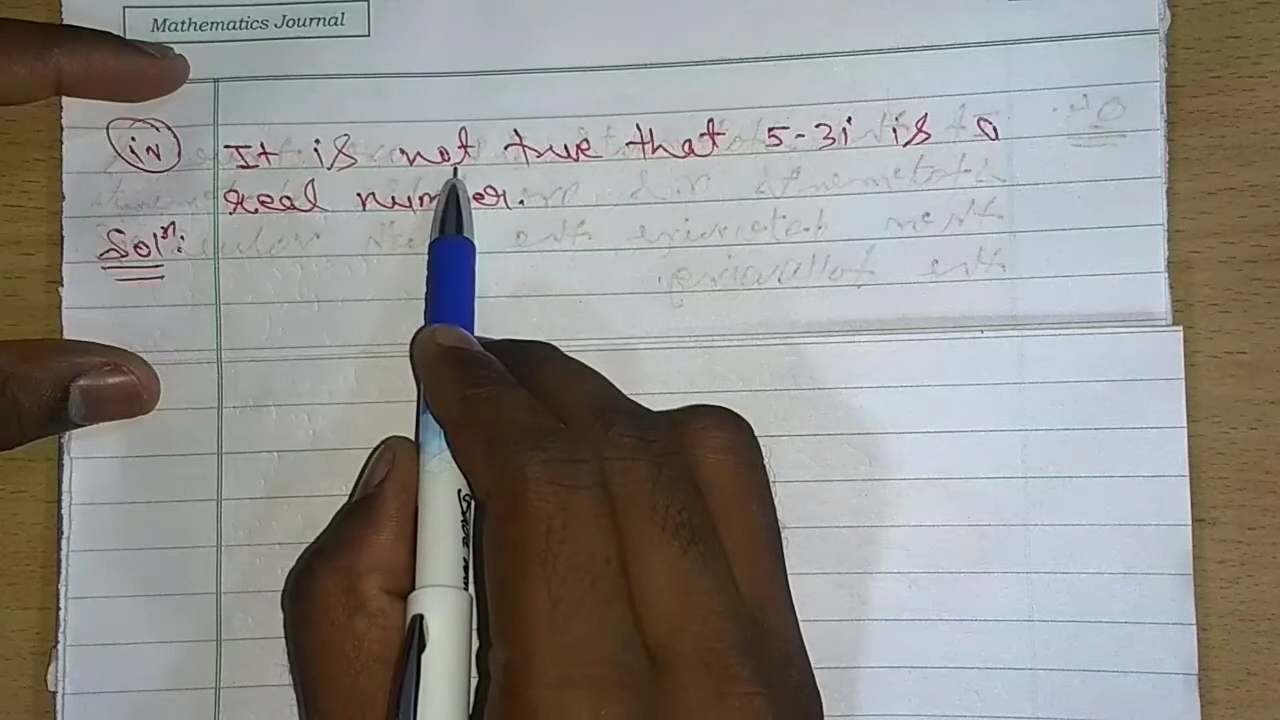 Mathematics Journal
(iv) It is not true that 5-3i is a
real number.
Solⁿ: